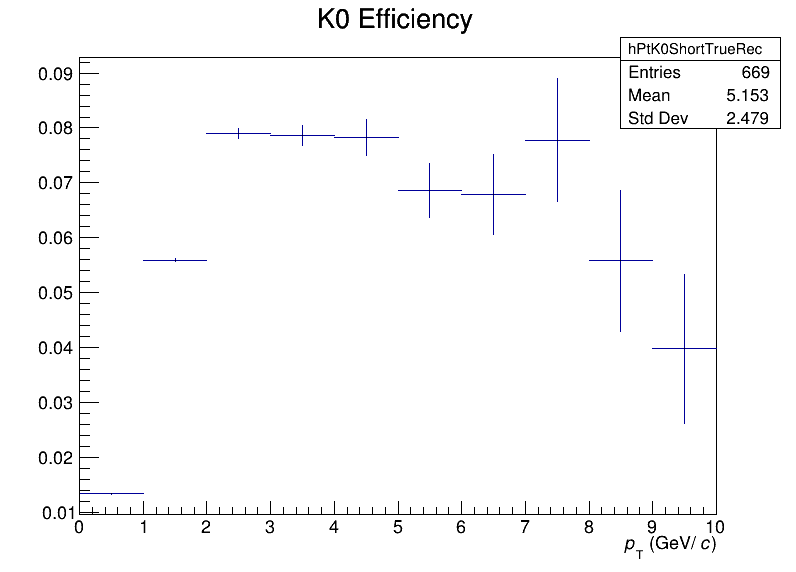 K0 Efficiency
hPtK0ShortTrueRec
Entries 669
Mean 5.153
Std Dev 2.479
0.09
0.08
0.07
0.06
0.05
0.04
0.03
0.02
0.01
0 1 2 3 4 5 6 7 8 9 10
p_T (GeV/ c)